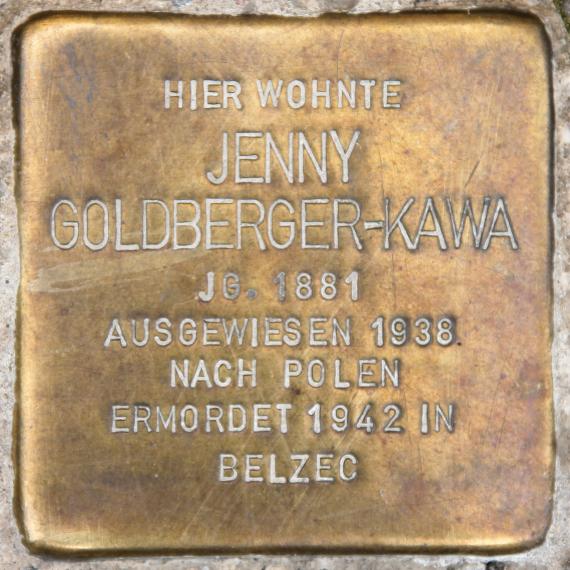 HIER WOHNTE
JENNY
GOLDBERGER-KAWA
JG. 1881
AUSGEWIESEN 1938
NACH POLEN
ERMORDET 1942 IN
BELZEC